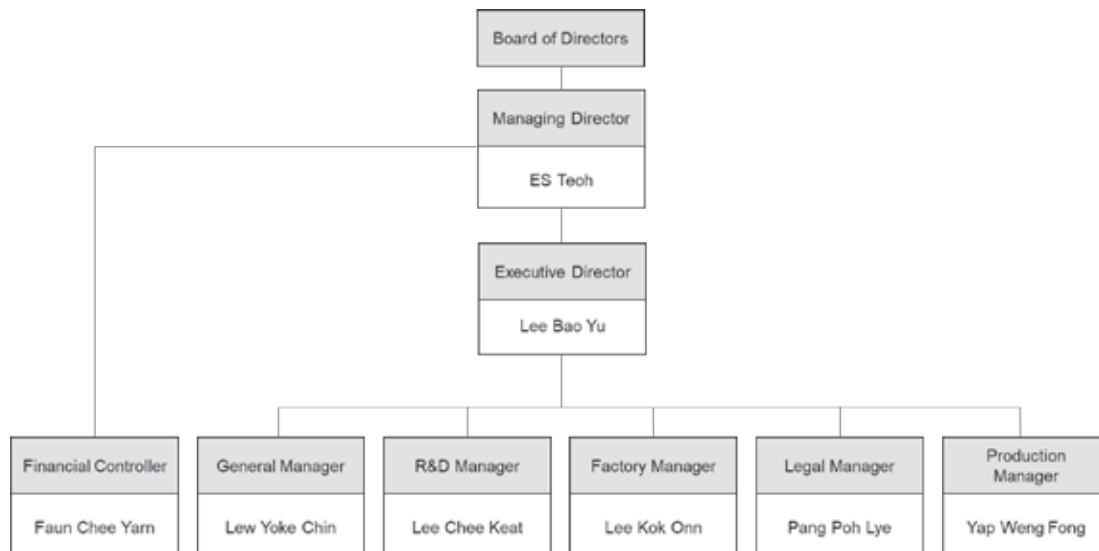 Board of Directors
Managing Director
ES Teoh
Executive Director
Lee Bao Yu
Financial Controller
Faun Chee Yarn
General Manager
Lew Yoke Chin
R&D Manager
Lee Chee Keat
Factory Manager
Lee Kok Onn
Legal Manager
Pang Poh Lye
Production
Manager
Yap Weng Fong